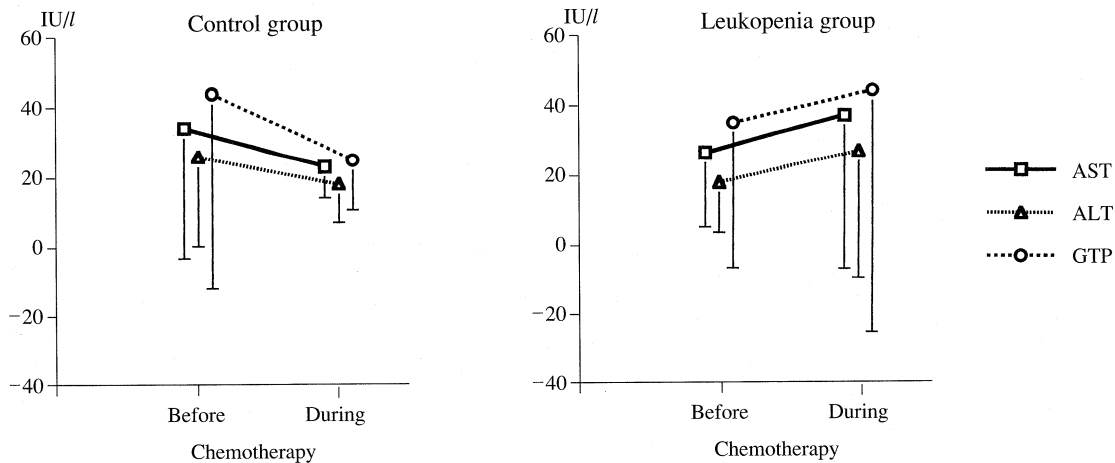 IU/l
Control group
60
40
20
0
−20
−40
Before
During
Chemotherapy
IU/l
Leukopenia group
60
40
20
0
−20
−40
Before
During
Chemotherapy
AST
ALT
GTP